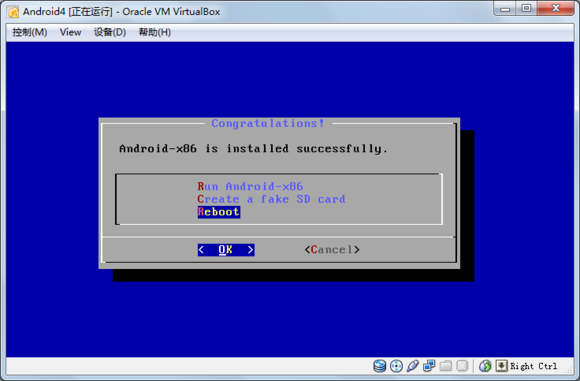 Android4 [正在运行] - Oracle VM VirtualBox
控制(M) View 设备(D) 帮助(H)
Congratulations!
Android-x86 is installed successfully.
Run Android-x86
Create a fake SD card
Reboot
< OK > <Cancel>
Right Ctrl